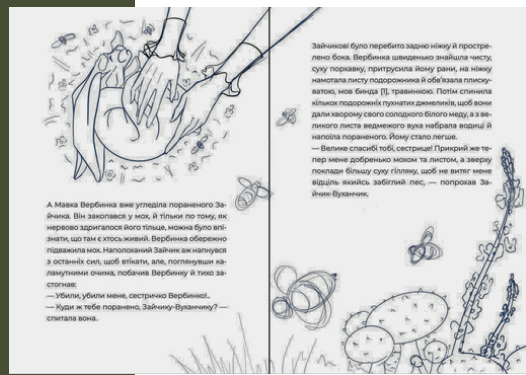 А Мавка Вербинка вже угледіла пораненого За-
йчика. Він закопався у мох, й тільки по тому, як
нервово здригалося його тільце, можна було впі-
знати, що там є хтось живий. Вербинка обережно
підважила мох. Наполоханий Зайчик аж напнувся
з останніх сил, щоб втікати, але, поглянувши ка-
ламутними очима, побачив Вербинку й тихо за-
стогнав:
— Убили, убили мене, сестричко Вербинко!..
— Куди ж тебе поранено, Зайчику-Вуханчику? —
спитала вона.
Зайчикові було перебито задню ніжку й простре-
лено бока. Вербинка швиденько знайшла чисту,
суху порхавку, притрусила йому рани, на ніжку
намотала листу подорожника й обв'язала плиску-
ватою, мов бинда [1], травинкою. Потім спинила
кількох подорожніх пухнатих джмеликів, щоб вони
дали хворому свого солодкого білого меду, а з ве-
ликого листа ведмежого вуха набрала водиці й
напоїла пораненого. Йому стало легше.
— Велике спасибі тобі, сестрице! Прикрий же те-
пер мене добренько мохом та листом, а зверху
поклади більшу суху гілляку, щоб не витяг мене
відціль якийсь забіглий пес, — попрохав За-
йчик-Вуханчик.